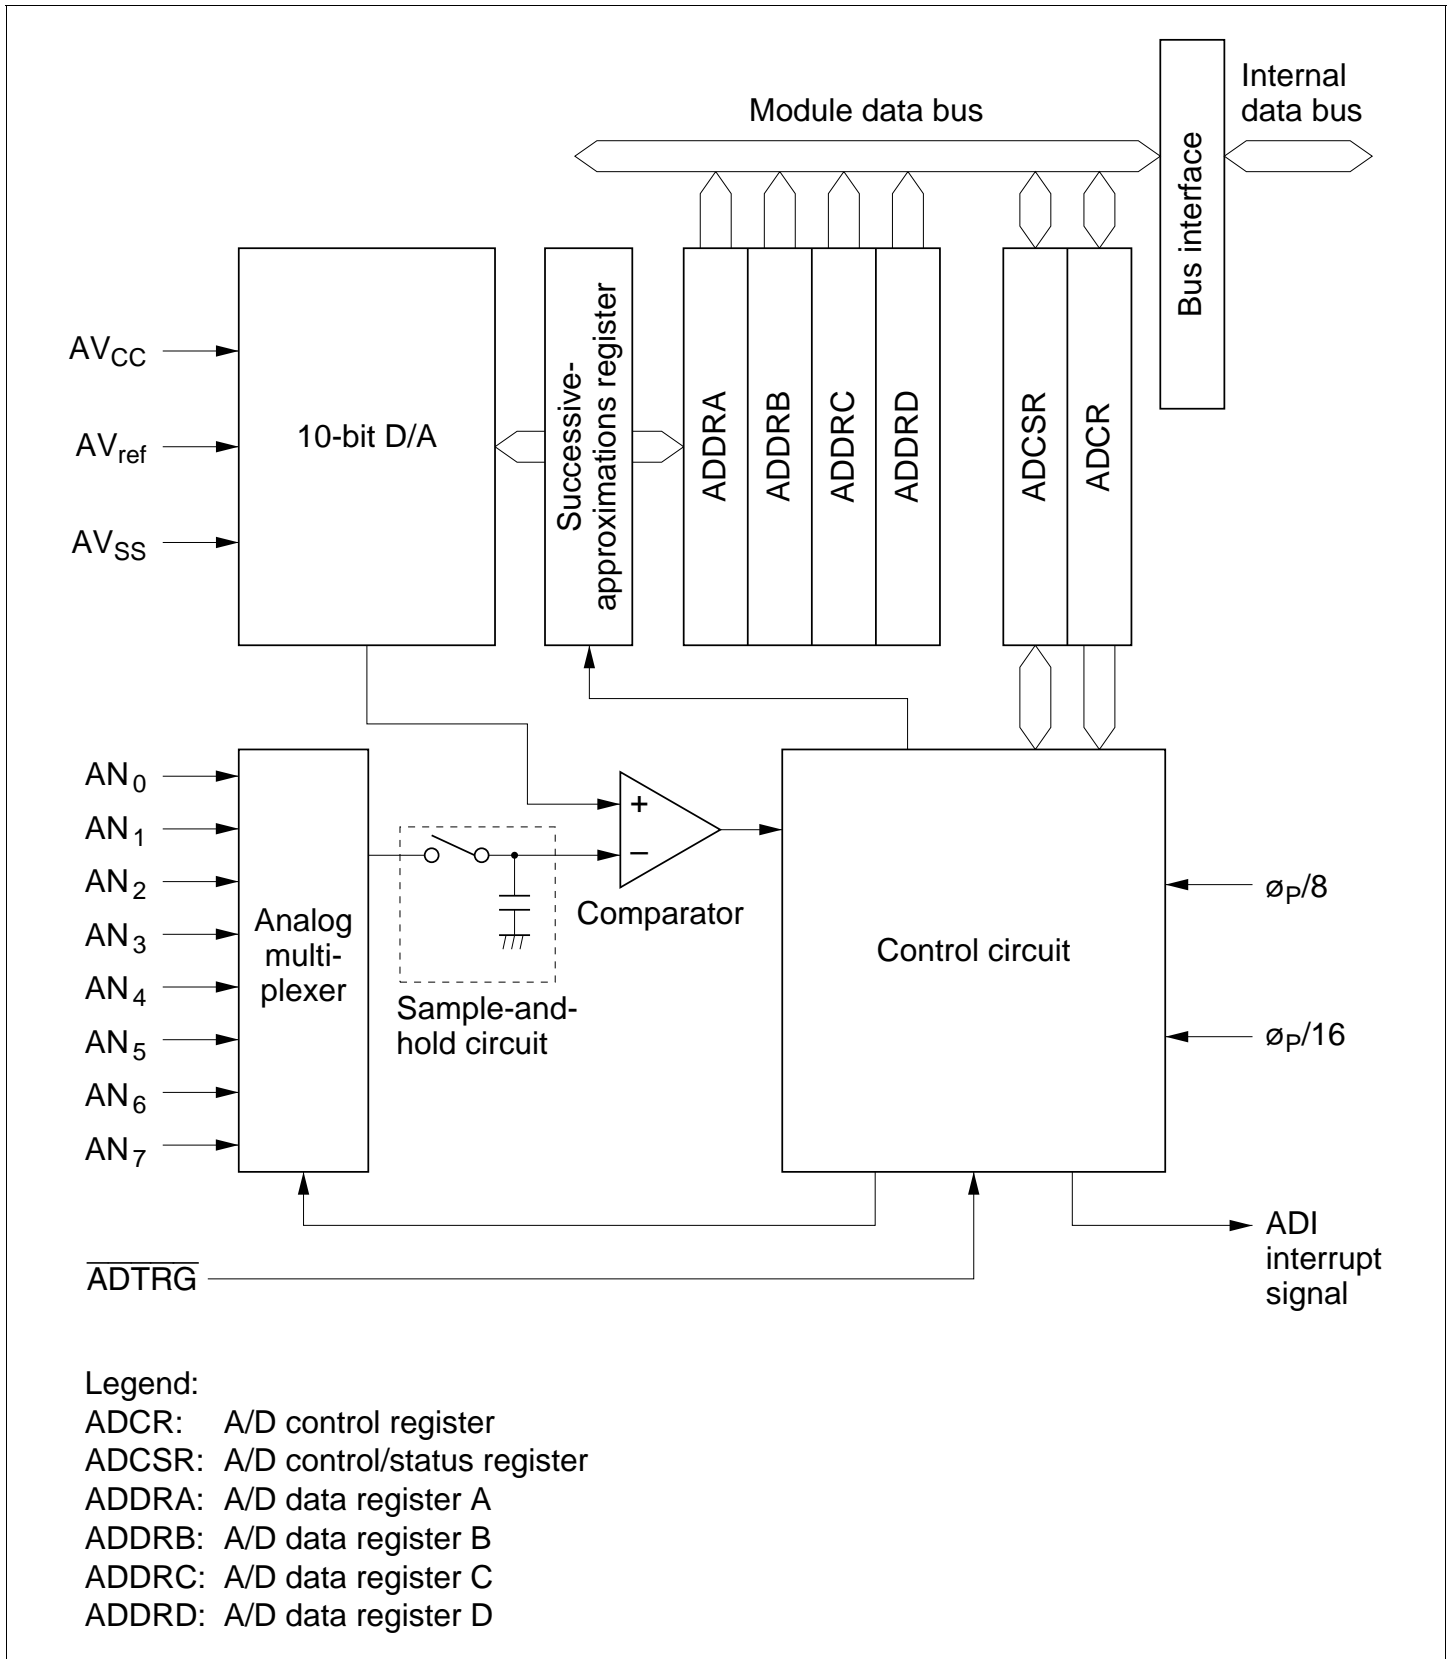 Module data bus
Internal
data bus
Bus interface
10-bit D/A
Successive-
approximations register
ADDRA
ADDRB
ADDRC
ADDRD
ADCSR
ADCR
AVCC
AVref
AVSS
AN0
AN1
AN2
AN3
AN4
AN5
AN6
AN7
Analog
multi-
plexer
+
−
Comparator
Sample-and-
hold circuit
Control circuit
øP/8
øP/16
ADI
interrupt
signal
ADTRG
Legend:
ADCR: A/D control register
ADCSR: A/D control/status register
ADDRA: A/D data register A
ADDRB: A/D data register B
ADDRC: A/D data register C
ADDRD: A/D data register D